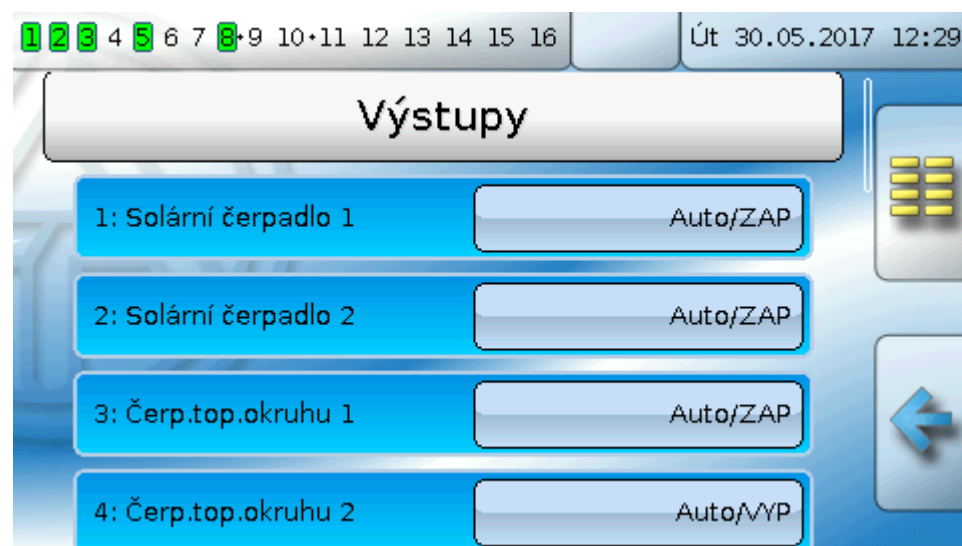 1 2 3 4 5 6 7 8+9 10+11 12 13 14 15 16 Út 30.05.2017 12:29
Výstupy
1: Solární čerpadlo 1 Auto/ZAP
2: Solární čerpadlo 2 Auto/ZAP
3: Čerp.top.okruhu 1 Auto/ZAP
4: Čerp.top.okruhu 2 Auto/VYP